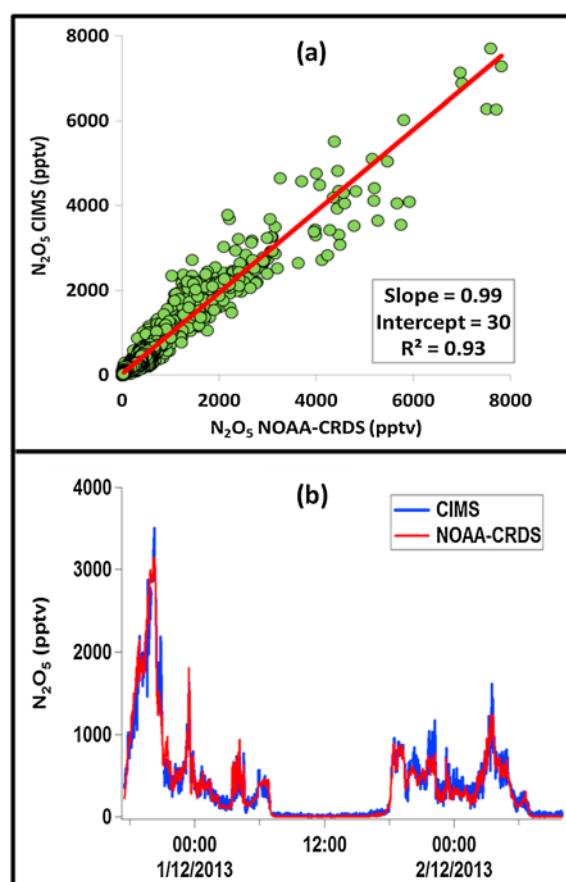 (a)
8000
6000
4000
2000
0
N₂O₅ CIMS (pptv)
Slope = 0.99
Intercept = 30
R² = 0.93
0 2000 4000 6000 8000
N₂O₅ NOAA-CRDS (pptv)
(b)
CIMS
NOAA-CRDS
4000
3000
2000
1000
0
N₂O₅ (pptv)
00:00 12:00 00:00
1/12/2013 2/12/2013